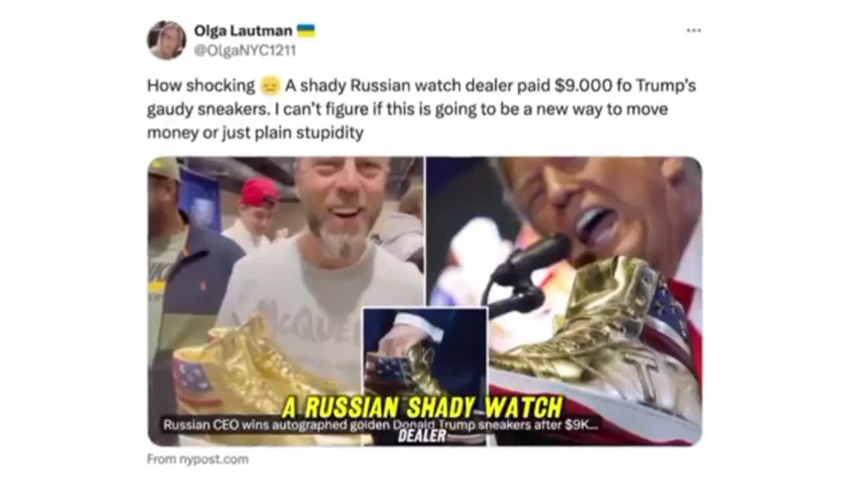 Olga Lautman 🇺🇦
@OlgaNYC1211
How shocking 😑 A shady Russian watch dealer paid $9.000 fo Trump's
gaudy sneakers. I can't figure if this is going to be a new way to move
money or just plain stupidity
McQUE
T
A RUSSIAN SHADY WATCH
Russian CEO wins autographed golden Donald Trump sneakers after $9K...
DEALER
From nypost.com